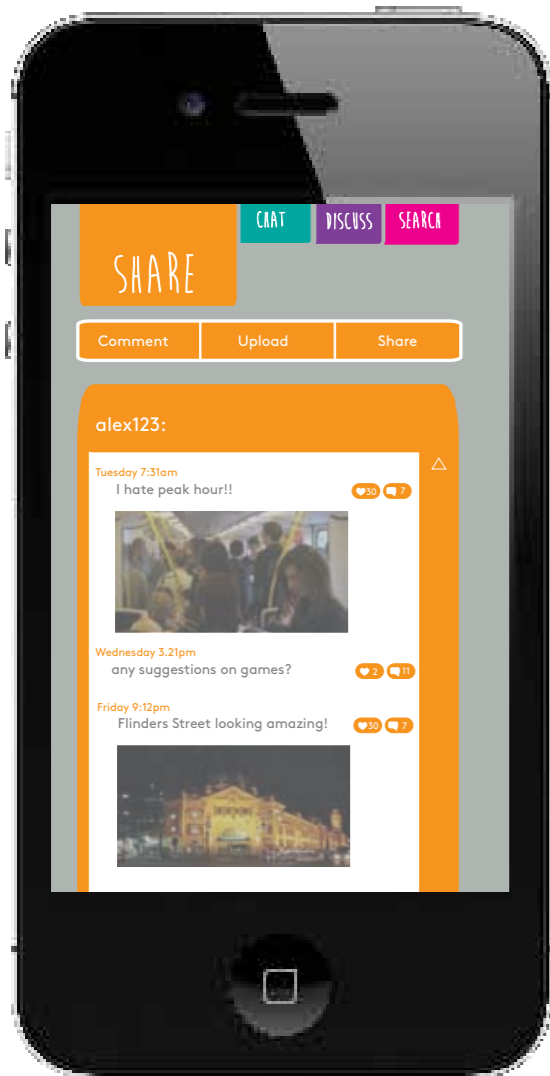 CHAT
DISCUSS
SEARCH
SHARE
Comment
Upload
Share
alex123:
Tuesday 7:31am
I hate peak hour!!
30
7
Wednesday 3.21pm
any suggestions on games?
2
11
Friday 9:12pm
Flinders Street looking amazing!
30
7